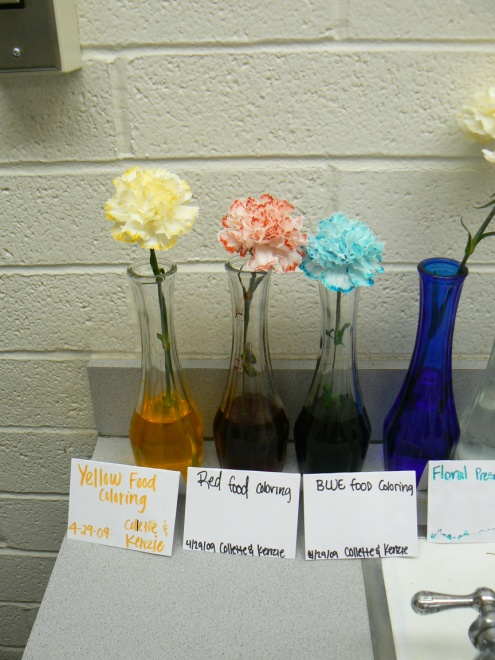 Yellow Food
Coloring
4-29-09 Collette &
Kenzie
Red food coloring
4/29/09 Collette & Kenzie
BLUE FOOD Coloring
4/29/09 Collette & Kenzie
Floral